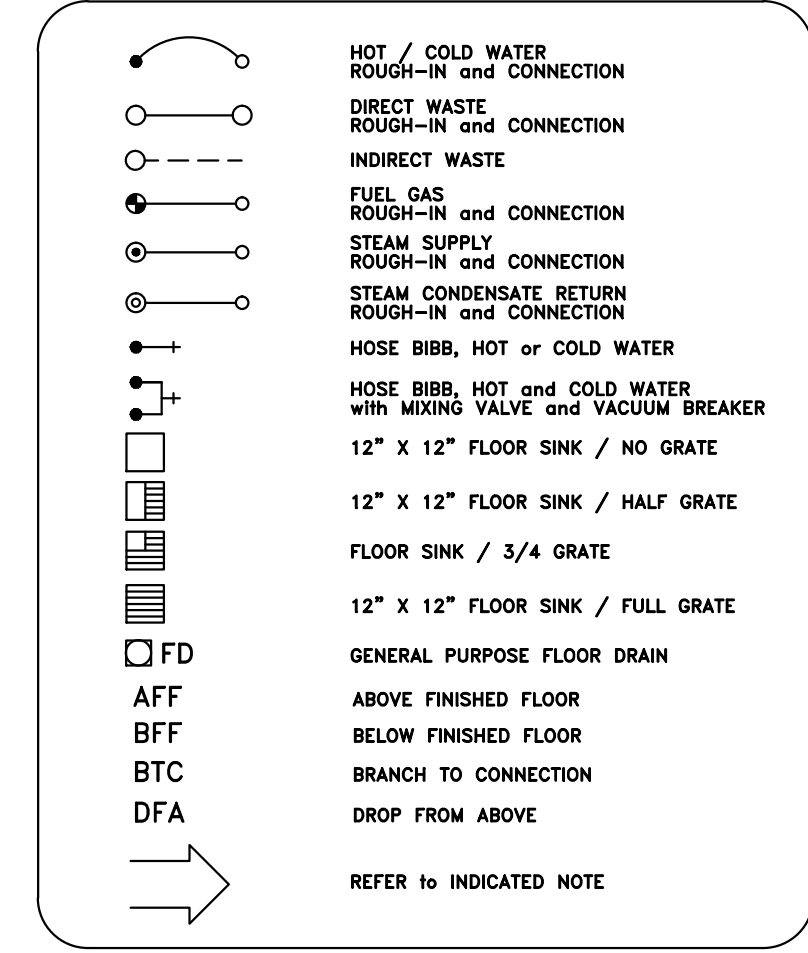 HOT / COLD WATER
ROUGH-IN and CONNECTION
DIRECT WASTE
ROUGH-IN and CONNECTION
INDIRECT WASTE
FUEL GAS
ROUGH-IN and CONNECTION
STEAM SUPPLY
ROUGH-IN and CONNECTION
STEAM CONDENSATE RETURN
ROUGH-IN and CONNECTION
HOSE BIBB, HOT or COLD WATER
HOSE BIBB, HOT and COLD WATER
with MIXING VALVE and VACUUM BREAKER
12” X 12” FLOOR SINK / NO GRATE
12” X 12” FLOOR SINK / HALF GRATE
FLOOR SINK / 3/4 GRATE
12” X 12” FLOOR SINK / FULL GRATE
FD GENERAL PURPOSE FLOOR DRAIN
AFF ABOVE FINISHED FLOOR
BFF BELOW FINISHED FLOOR
BTC BRANCH TO CONNECTION
DFA DROP FROM ABOVE
REFER to INDICATED NOTE